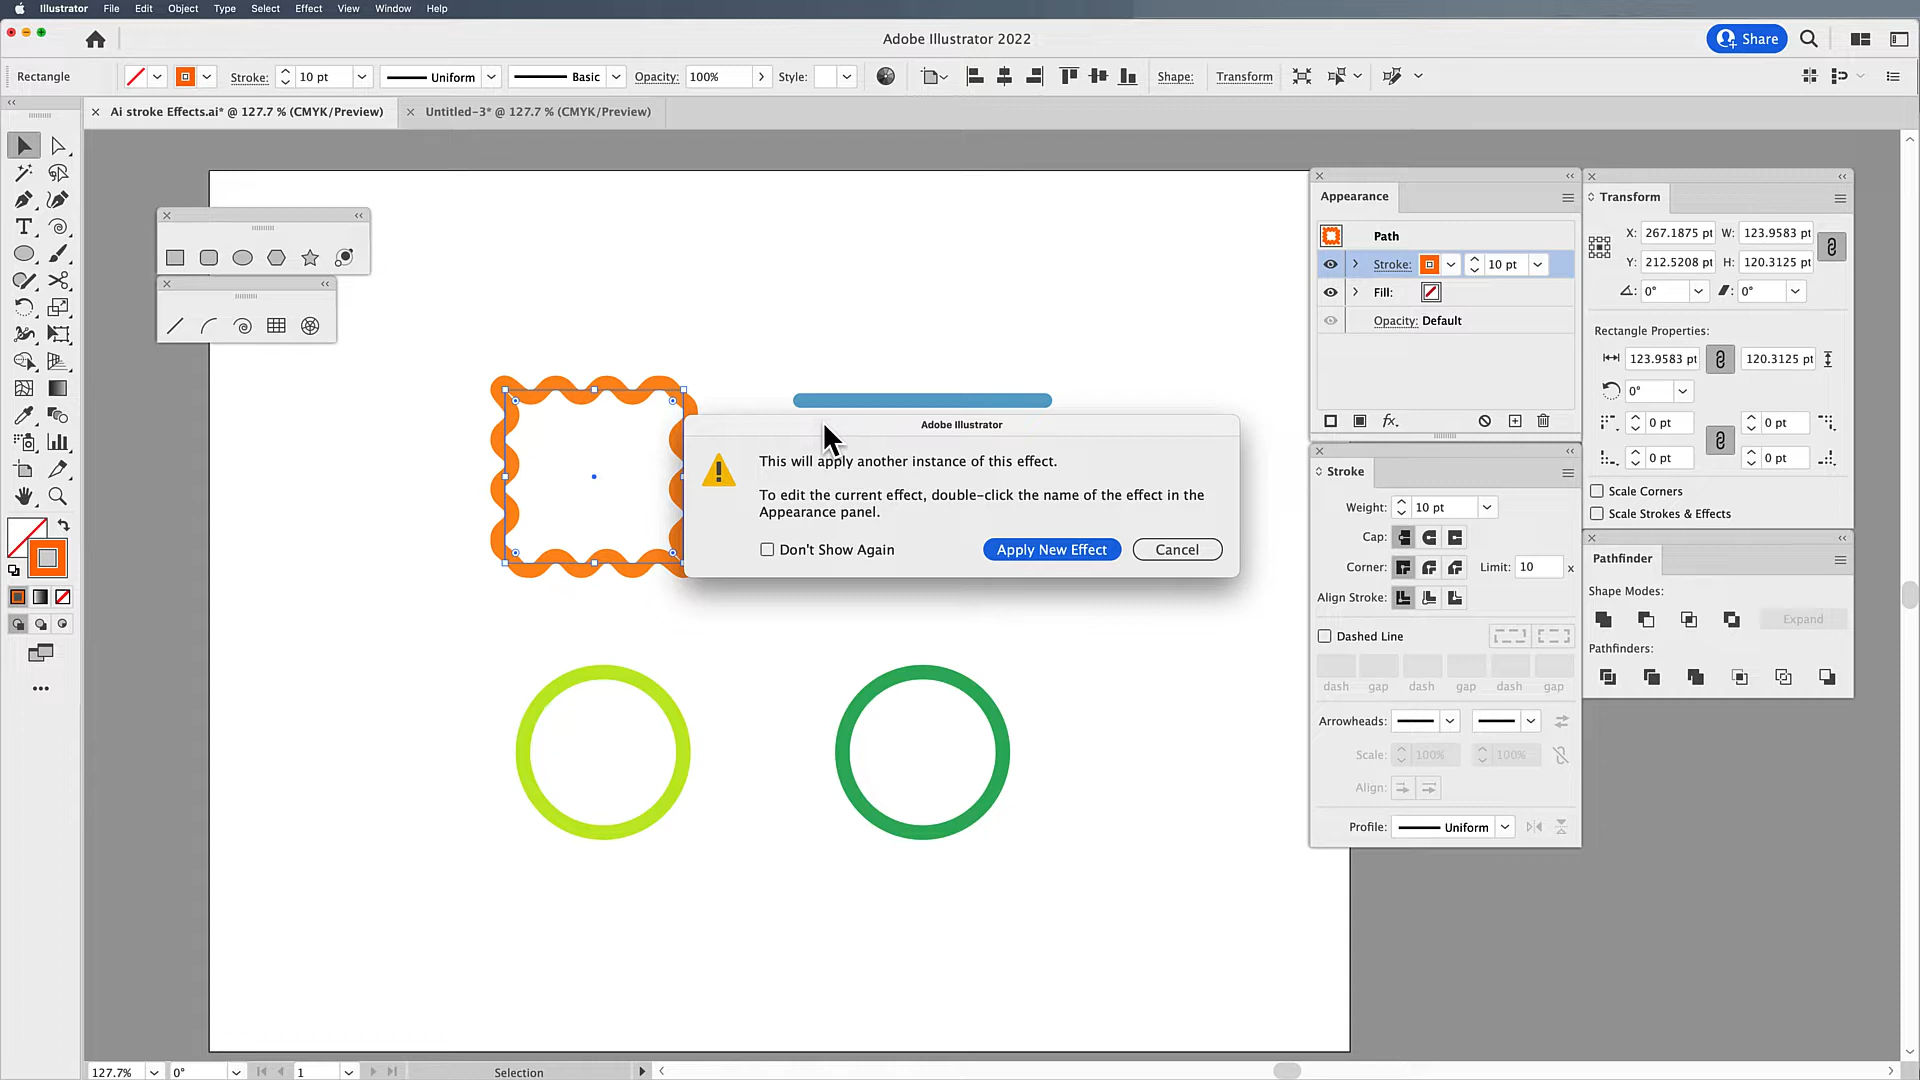 Illustrator File Edit Object Type Select Effect View Window Help
Adobe Illustrator 2022
Share
Rectangle
Stroke: 10 pt
Uniform
Basic
Opacity: 100%
Style:
Shape:
Transform
Ai stroke Effects.ai* @ 127.7 % (CMYK/Preview)
Untitled-3* @ 127.7 % (CMYK/Preview)
Appearance
Path
Stroke: 10 pt
Fill:
Opacity: Default
fx.
Transform
X: 267.1875 pt W: 123.9583 pt
Y: 212.5208 pt H: 120.3125 pt
0° 0°
Rectangle Properties:
123.9583 pt 120.3125 pt
0°
0 pt 0 pt
0 pt 0 pt
Scale Corners
Scale Strokes & Effects
Adobe Illustrator
This will apply another instance of this effect.
To edit the current effect, double-click the name of the effect in the
Appearance panel.
Don't Show Again
Apply New Effect
Cancel
Stroke
Weight: 10 pt
Cap:
Corner: Limit: 10 x
Align Stroke:
Dashed Line
dash gap dash gap dash gap
Arrowheads:
Scale: 100% 100%
Align:
Profile: Uniform
Pathfinder
Shape Modes:
Expand
Pathfinders:
127.7% 0° 1 Selection